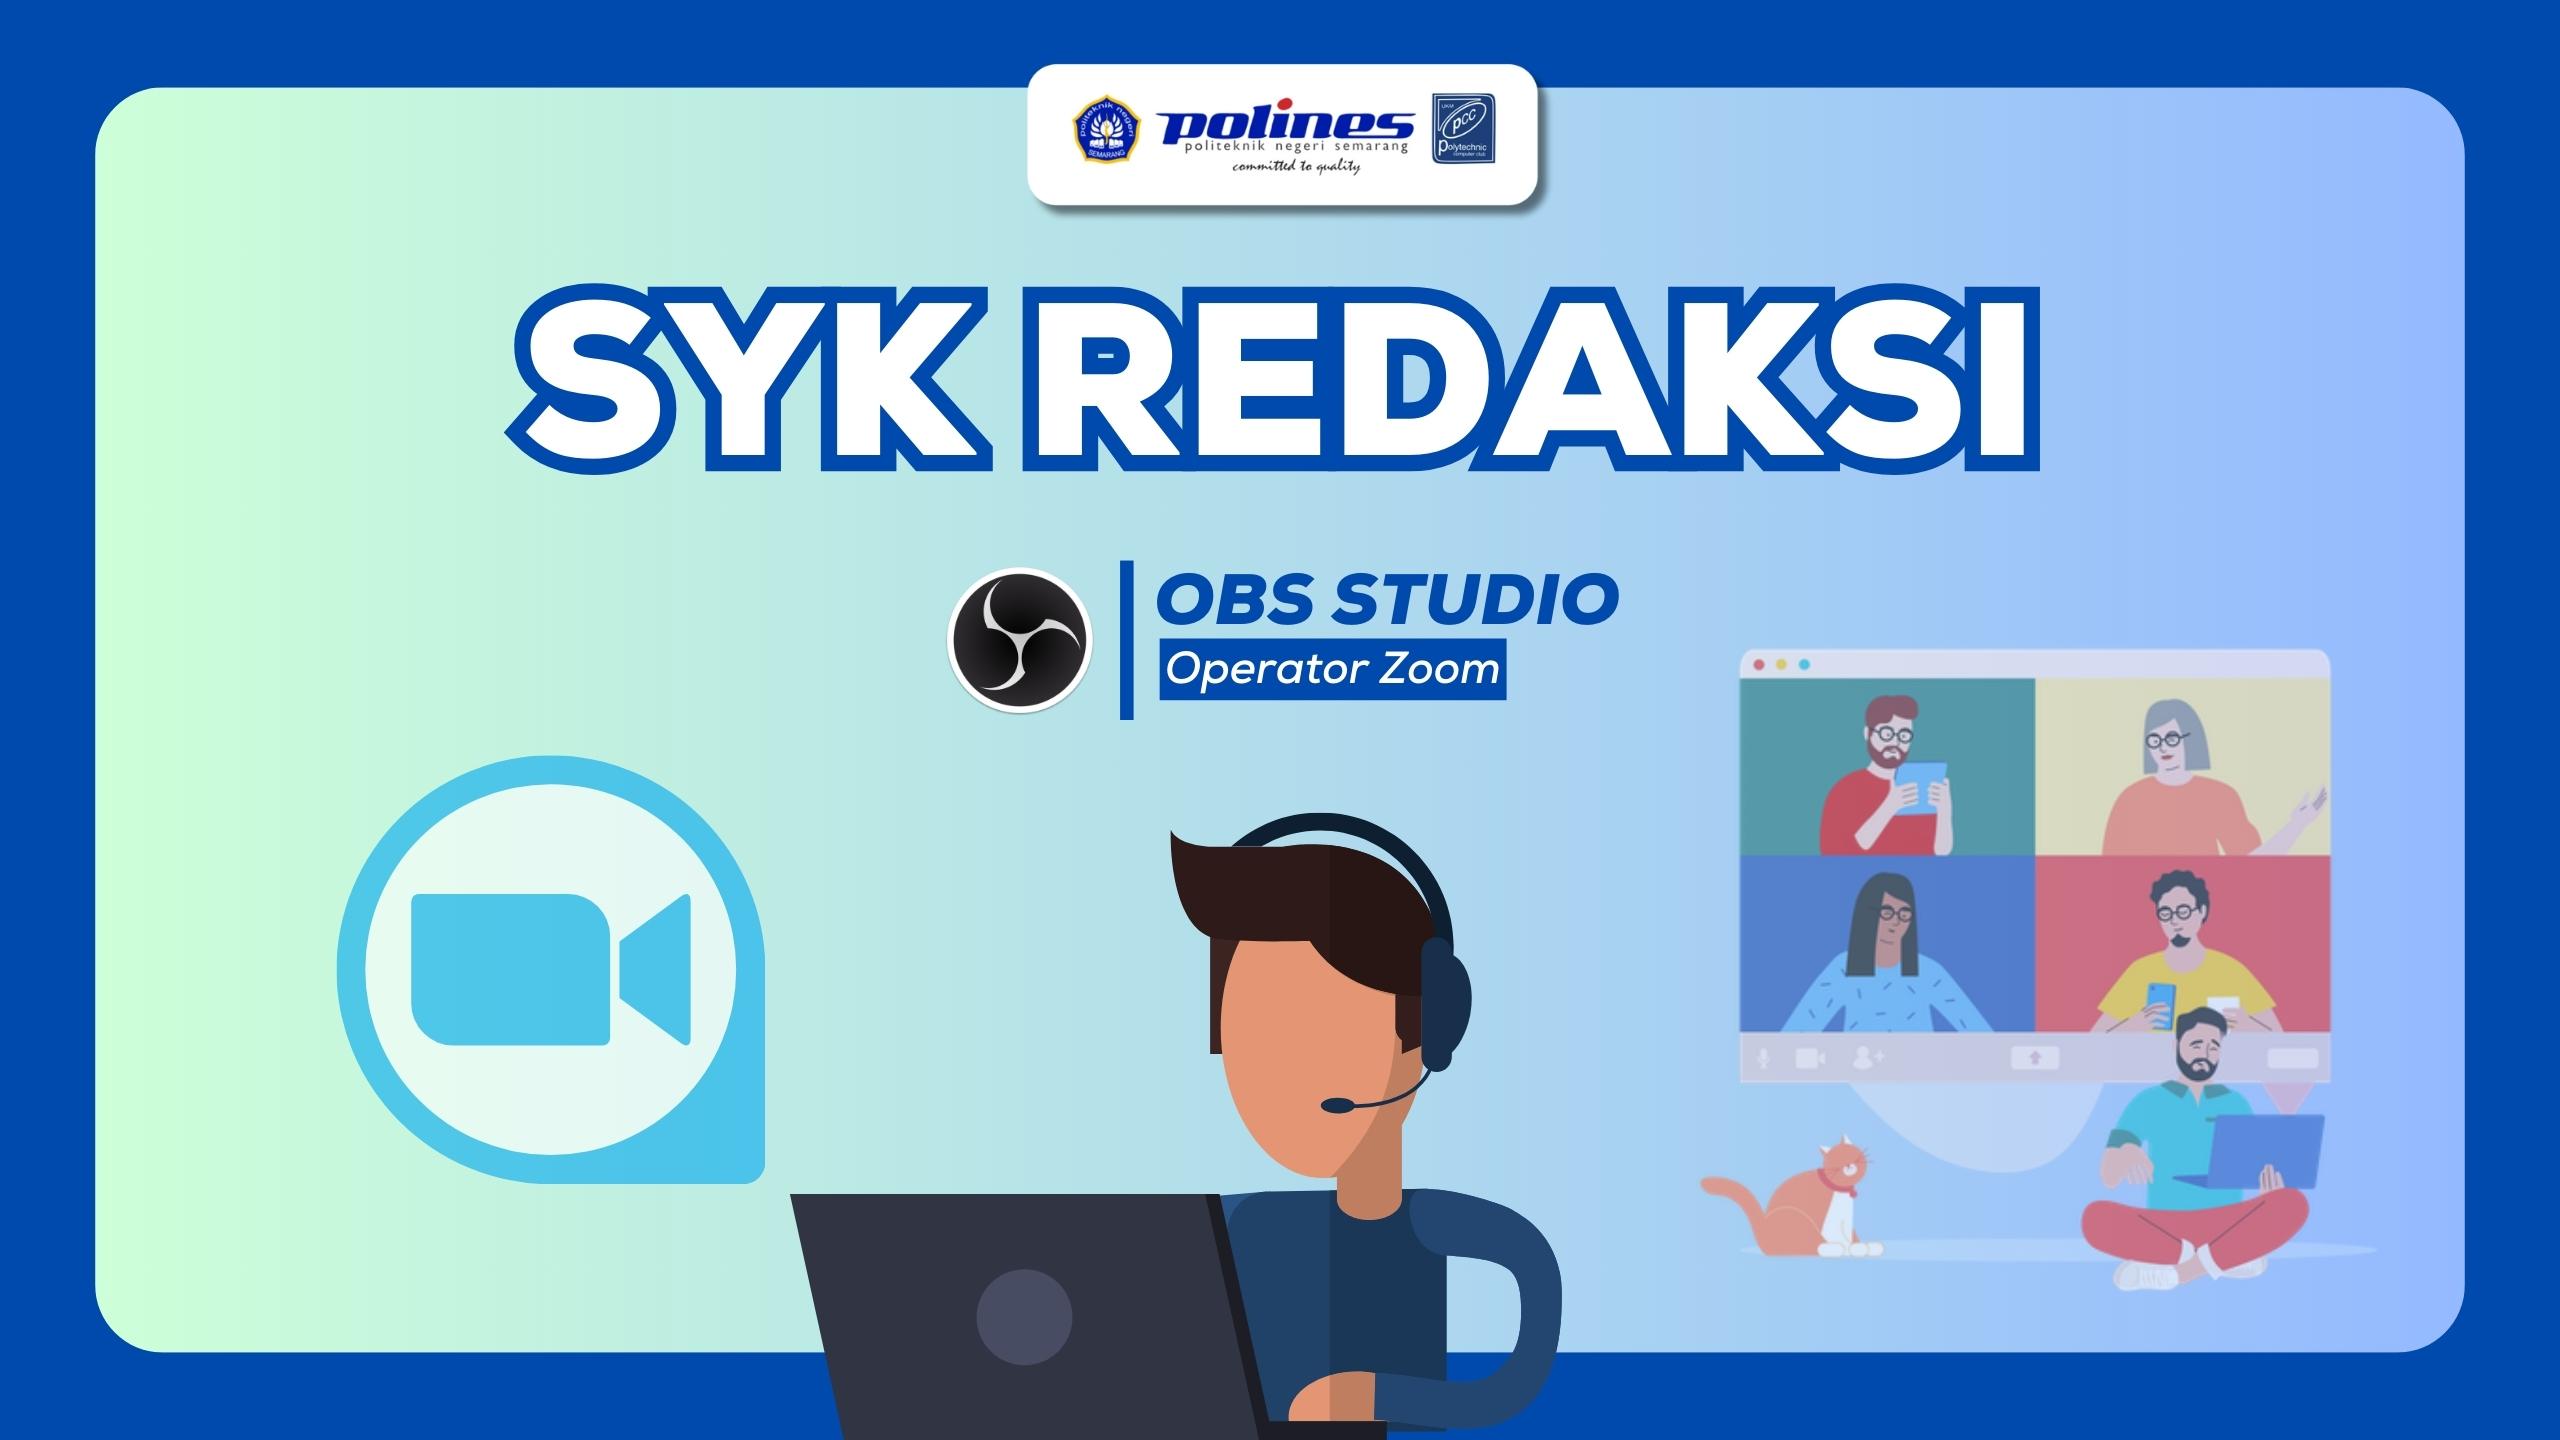 politeknik negeri
SEMARANG
polines
politeknik negeri semarang
committed to quality
UKM
pcc
Polytechnic
computer club
SYK REDAKSI
OBS STUDIO
Operator Zoom